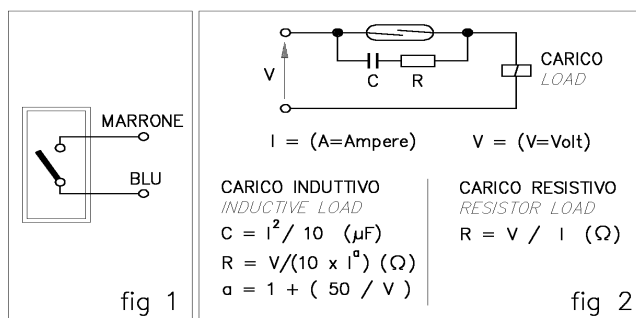 MARRONE
BLU
fig 1
V
C
R
CARICO
LOAD
I = (A=Ampere)
V = (V=Volt)
CARICO INDUTTIVO
INDUCTIVE LOAD
C = I²/ 10 (µF)
R = V/(10 x Iᵃ) (Ω)
a = 1 + ( 50 / V )
CARICO RESISTIVO
RESISTOR LOAD
R = V / I (Ω)
fig 2